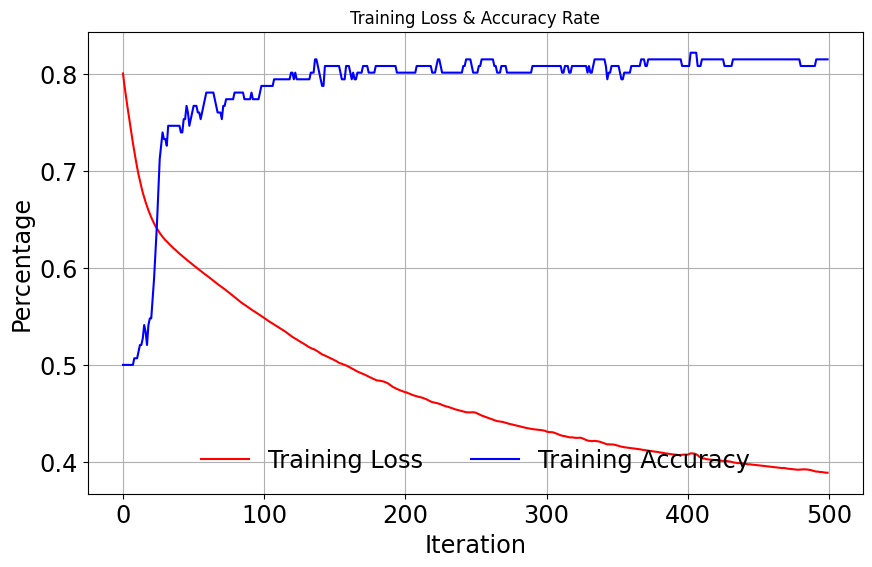 Training Loss & Accuracy Rate
0.8
0.7
0.6
0.5
0.4
Percentage
Training Loss Training Accuracy
0 100 200 300 400 500
Iteration